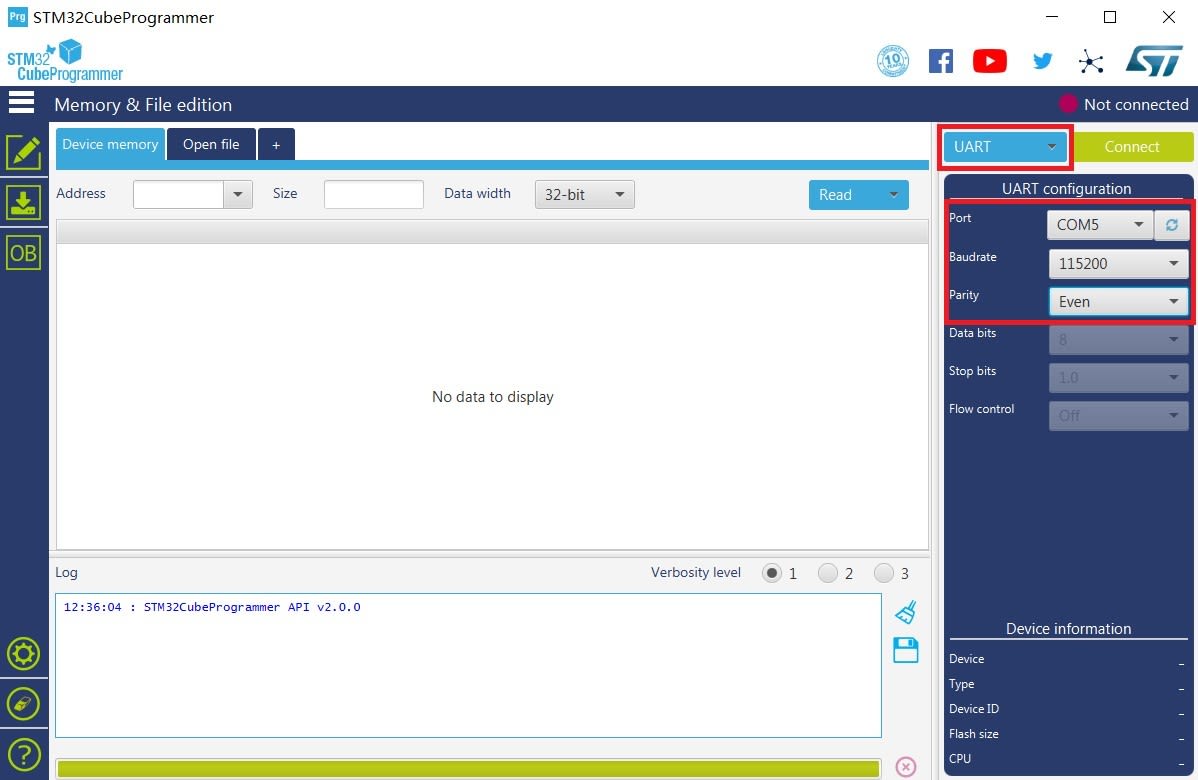 Prg STM32CubeProgrammer
STM32
CubeProgrammer
10 YEARS
ST
Memory & File edition
Not connected
Device memory
Open file
+
UART
Connect
Address
Size
Data width
32-bit
Read
UART configuration
Port
COM5
Baudrate
115200
Parity
Even
Data bits
8
Stop bits
1.0
Flow control
Off
OB
No data to display
Log
Verbosity level
1
2
3
12:36:04 : STM32CubeProgrammer API v2.0.0
Device information
Device
-
Type
-
Device ID
-
Flash size
-
CPU
-
?